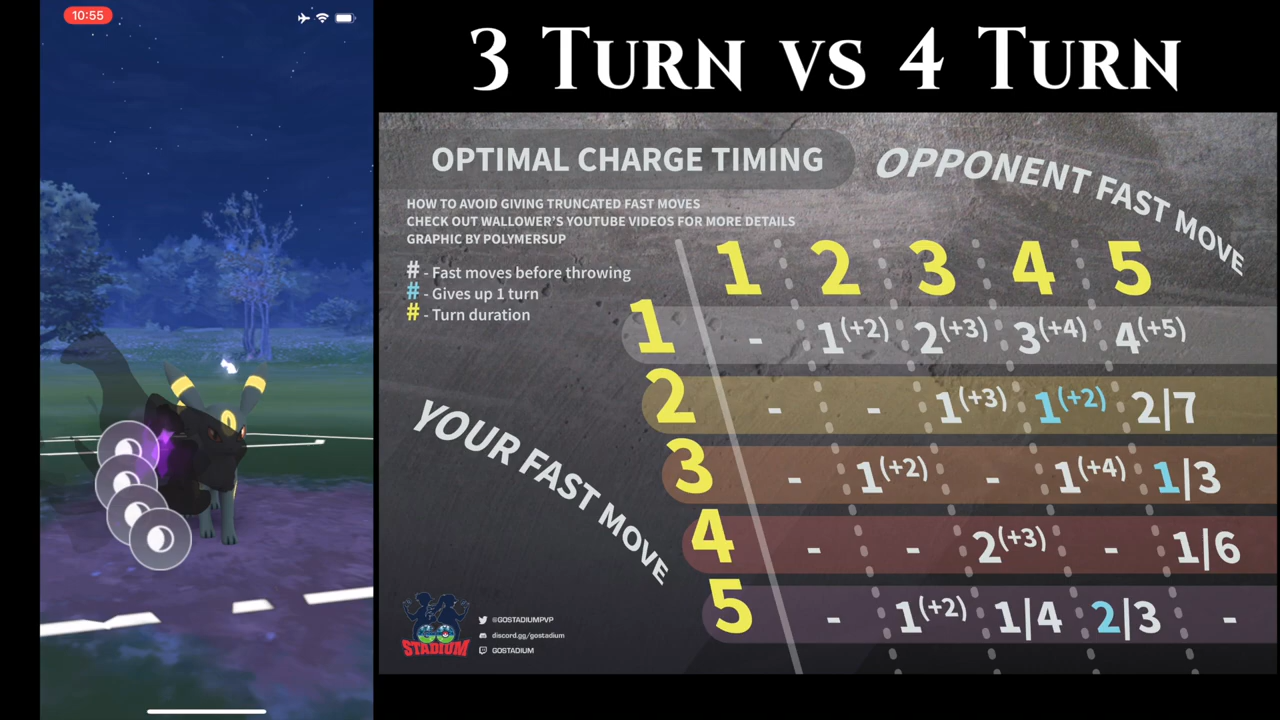 10:55
3 TURN VS 4 TURN
OPTIMAL CHARGE TIMING
OPPONENT FAST MOVE
HOW TO AVOID GIVING TRUNCATED FAST MOVES
CHECK OUT WALLOWER'S YOUTUBE VIDEOS FOR MORE DETAILS
GRAPHIC BY POLYMERSUP
# - Fast moves before throwing
# - Gives up 1 turn
# - Turn duration
1 2 3 4 5
1 - 1(+2) 2(+3) 3(+4) 4(+5)
2 - - 1(+3) 1(+2) 2|7
3 - 1(+2) - 1(+4) 1|3
4 - - 2(+3) - 1|6
5 - 1(+2) 1|4 2|3 -
YOUR FAST MOVE
STADIUM
@GOSTADIUMPVP
discord.gg/gostadium
GOSTADIUM